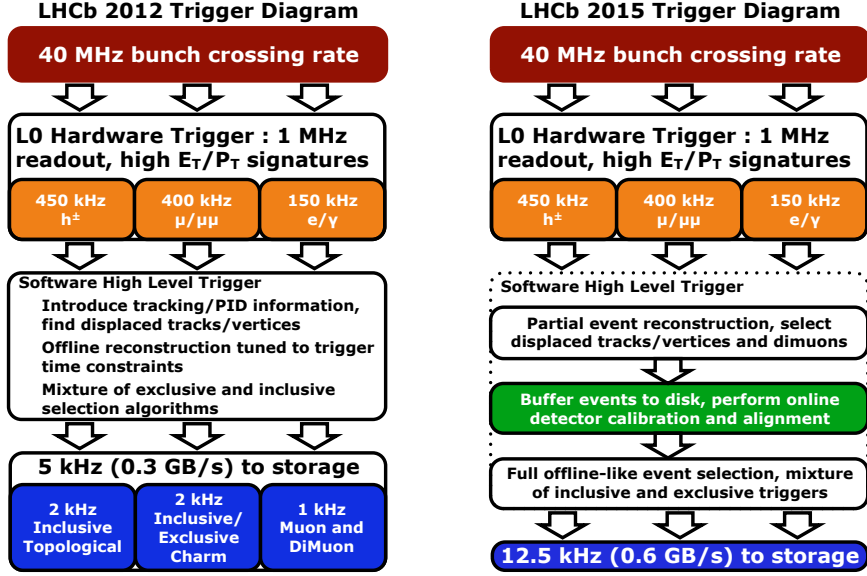 LHCb 2012 Trigger Diagram
40 MHz bunch crossing rate
L0 Hardware Trigger : 1 MHz
readout, high ET/PT signatures
450 kHz
h±
400 kHz
µ/µµ
150 kHz
e/γ
Software High Level Trigger
Introduce tracking/PID information,
find displaced tracks/vertices
Offline reconstruction tuned to trigger
time constraints
Mixture of exclusive and inclusive
selection algorithms
5 kHz (0.3 GB/s) to storage
2 kHz
Inclusive
Topological
2 kHz
Inclusive/
Exclusive
Charm
1 kHz
Muon and
DiMuon
LHCb 2015 Trigger Diagram
40 MHz bunch crossing rate
L0 Hardware Trigger : 1 MHz
readout, high ET/PT signatures
450 kHz
h±
400 kHz
µ/µµ
150 kHz
e/γ
Software High Level Trigger
Partial event reconstruction, select
displaced tracks/vertices and dimuons
Buffer events to disk, perform online
detector calibration and alignment
Full offline-like event selection, mixture
of inclusive and exclusive triggers
12.5 kHz (0.6 GB/s) to storage